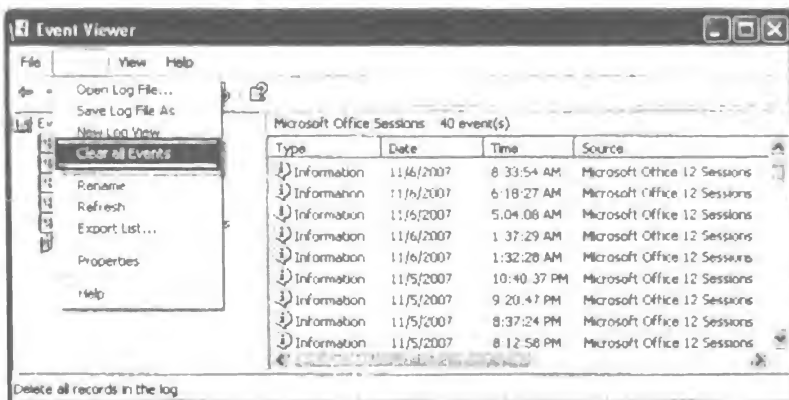 Event Viewer
File View Help
Open Log File...
Save Log File As
New Log View
Clear all Events
Rename
Refresh
Export List...
Properties
Help
Microsoft Office Sessions 40 event(s)
Type Date Time Source
Information 11/6/2007 8:33:54 AM Microsoft Office 12 Sessions
Information 11/6/2007 6:18:27 AM Microsoft Office 12 Sessions
Information 11/6/2007 5:04:08 AM Microsoft Office 12 Sessions
Information 11/6/2007 1:37:29 AM Microsoft Office 12 Sessions
Information 11/6/2007 1:32:28 AM Microsoft Office 12 Sessions
Information 11/5/2007 10:40:37 PM Microsoft Office 12 Sessions
Information 11/5/2007 9:20:47 PM Microsoft Office 12 Sessions
Information 11/5/2007 8:37:24 PM Microsoft Office 12 Sessions
Information 11/5/2007 8:12:58 PM Microsoft Office 12 Sessions
Delete all records in the log